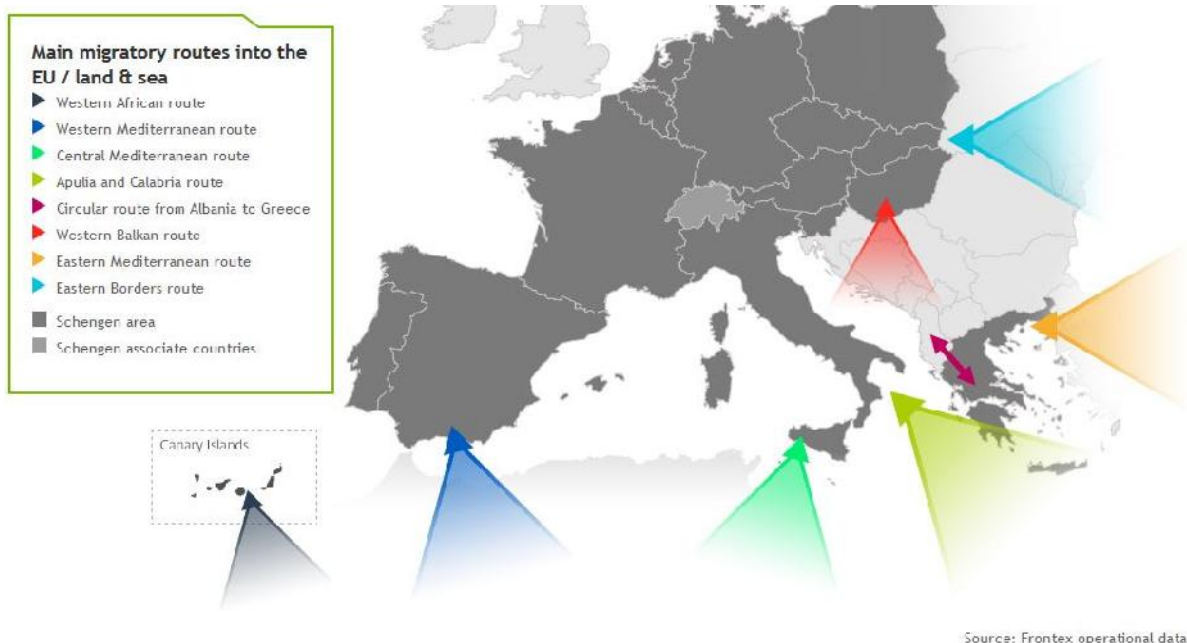 Main migratory routes into the
EU / land & sea
Western African route
Western Mediterranean route
Central Mediterranean route
Apulia and Calabria route
Circular route from Albania to Greece
Western Balkan route
Eastern Mediterranean route
Eastern Borders route
Schengen area
Schengen associate countries
Canary Islands
Source: Frontex operational data